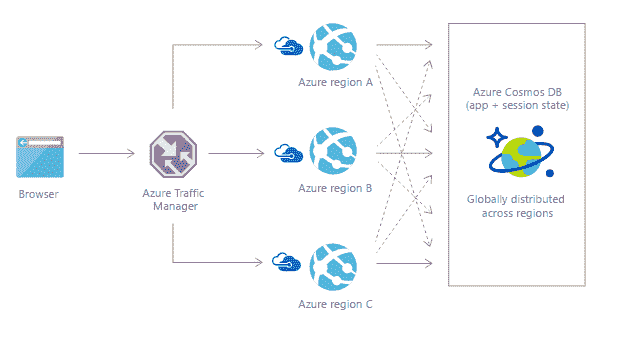 Browser
Azure Traffic
Manager
Azure region A
Azure region B
Azure region C
Azure Cosmos DB
(app + session state)
Globally distributed
across regions